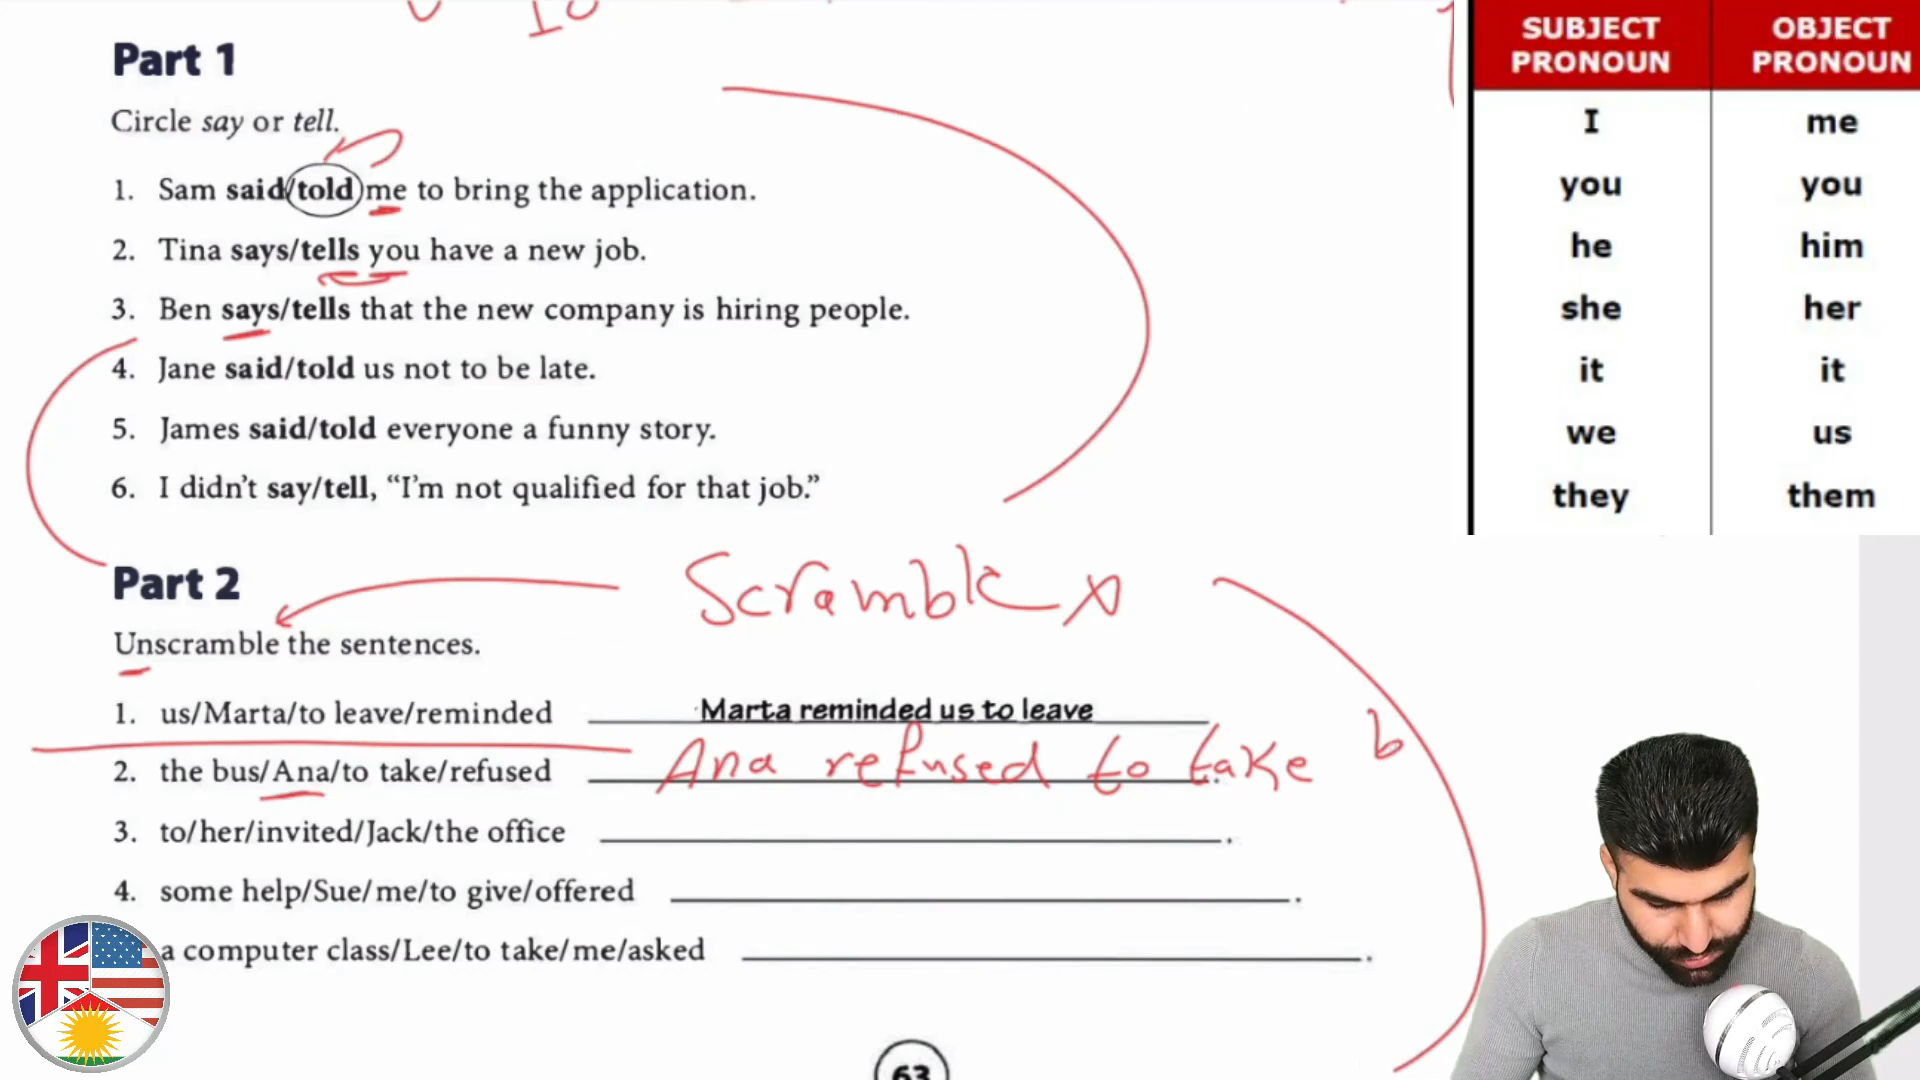 Part 1
Circle say or tell.
1. Sam said/told me to bring the application.
2. Tina says/tells you have a new job.
3. Ben says/tells that the new company is hiring people.
4. Jane said/told us not to be late.
5. James said/told everyone a funny story.
6. I didn't say/tell, “I'm not qualified for that job.”
Part 2
Scramble
Unscramble the sentences.
1. us/Marta/to leave/reminded Marta reminded us to leave
2. the bus/Ana/to take/refused Ana refused to take b
3. to/her/invited/Jack/the office .
4. some help/Sue/me/to give/offered .
a computer class/Lee/to take/me/asked .
63
SUBJECT PRONOUN OBJECT PRONOUN
I me
you you
he him
she her
it it
we us
they them